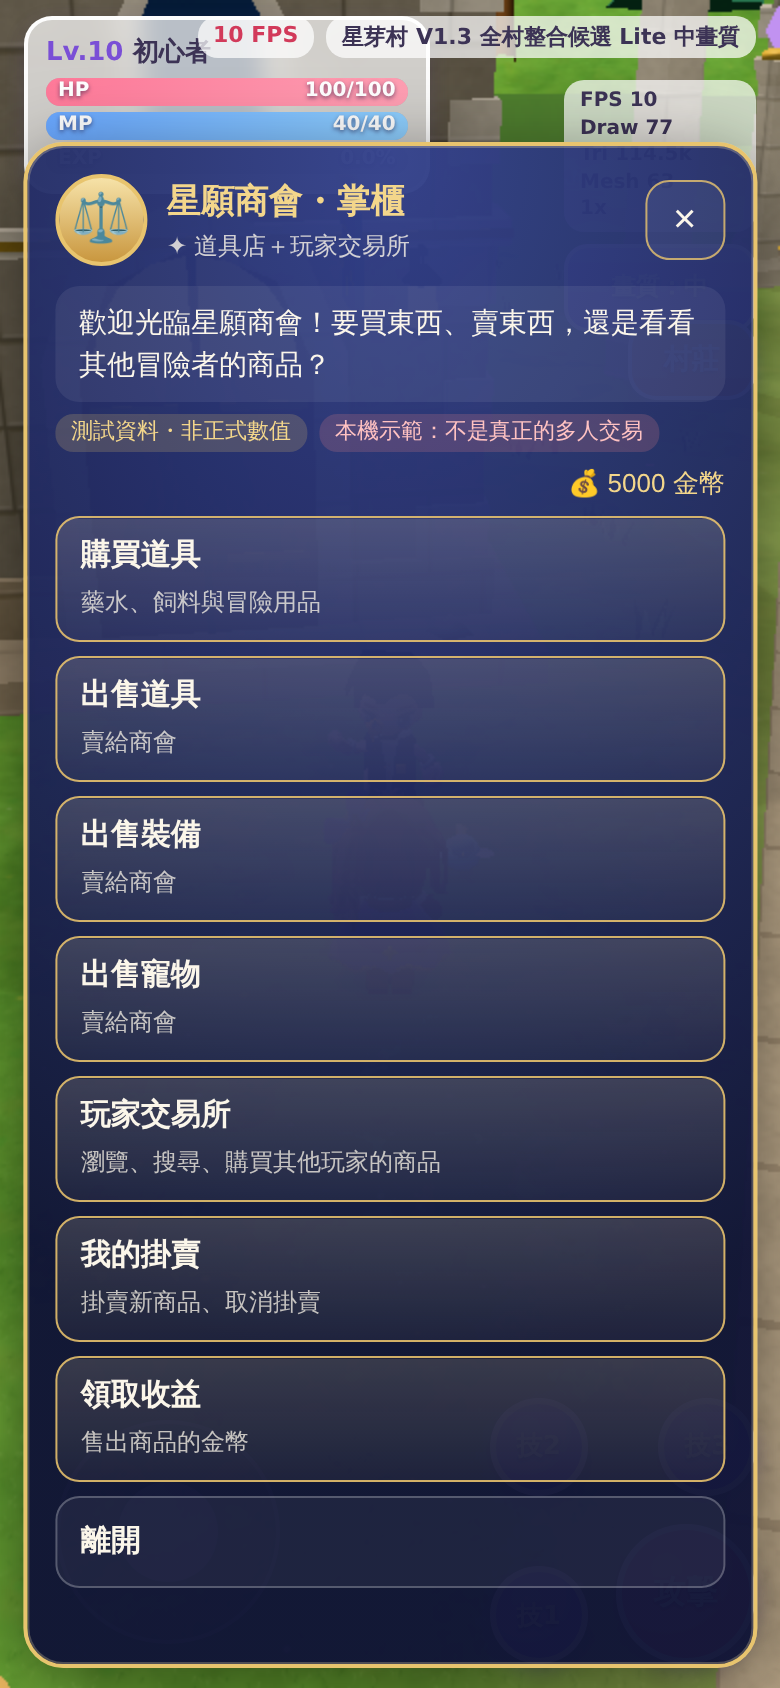 Lv.10 初心者
10 FPS
星芽村 V1.3 全村整合候選 Lite 中畫質
HP 100/100
MP 40/40
EXP
FPS 10
Draw 77
Tri 114.5k
1x
星願商會・掌櫃
✦ 道具店＋玩家交易所
×
歡迎光臨星願商會！要買東西、賣東西，還是看看
其他冒險者的商品？
測試資料・非正式數值
本機示範：不是真正的多人交易
5000 金幣
購買道具
藥水、飼料與冒險用品
出售道具
賣給商會
出售裝備
賣給商會
出售寵物
賣給商會
玩家交易所
瀏覽、搜尋、購買其他玩家的商品
我的掛賣
掛賣新商品、取消掛賣
領取收益
售出商品的金幣
離開